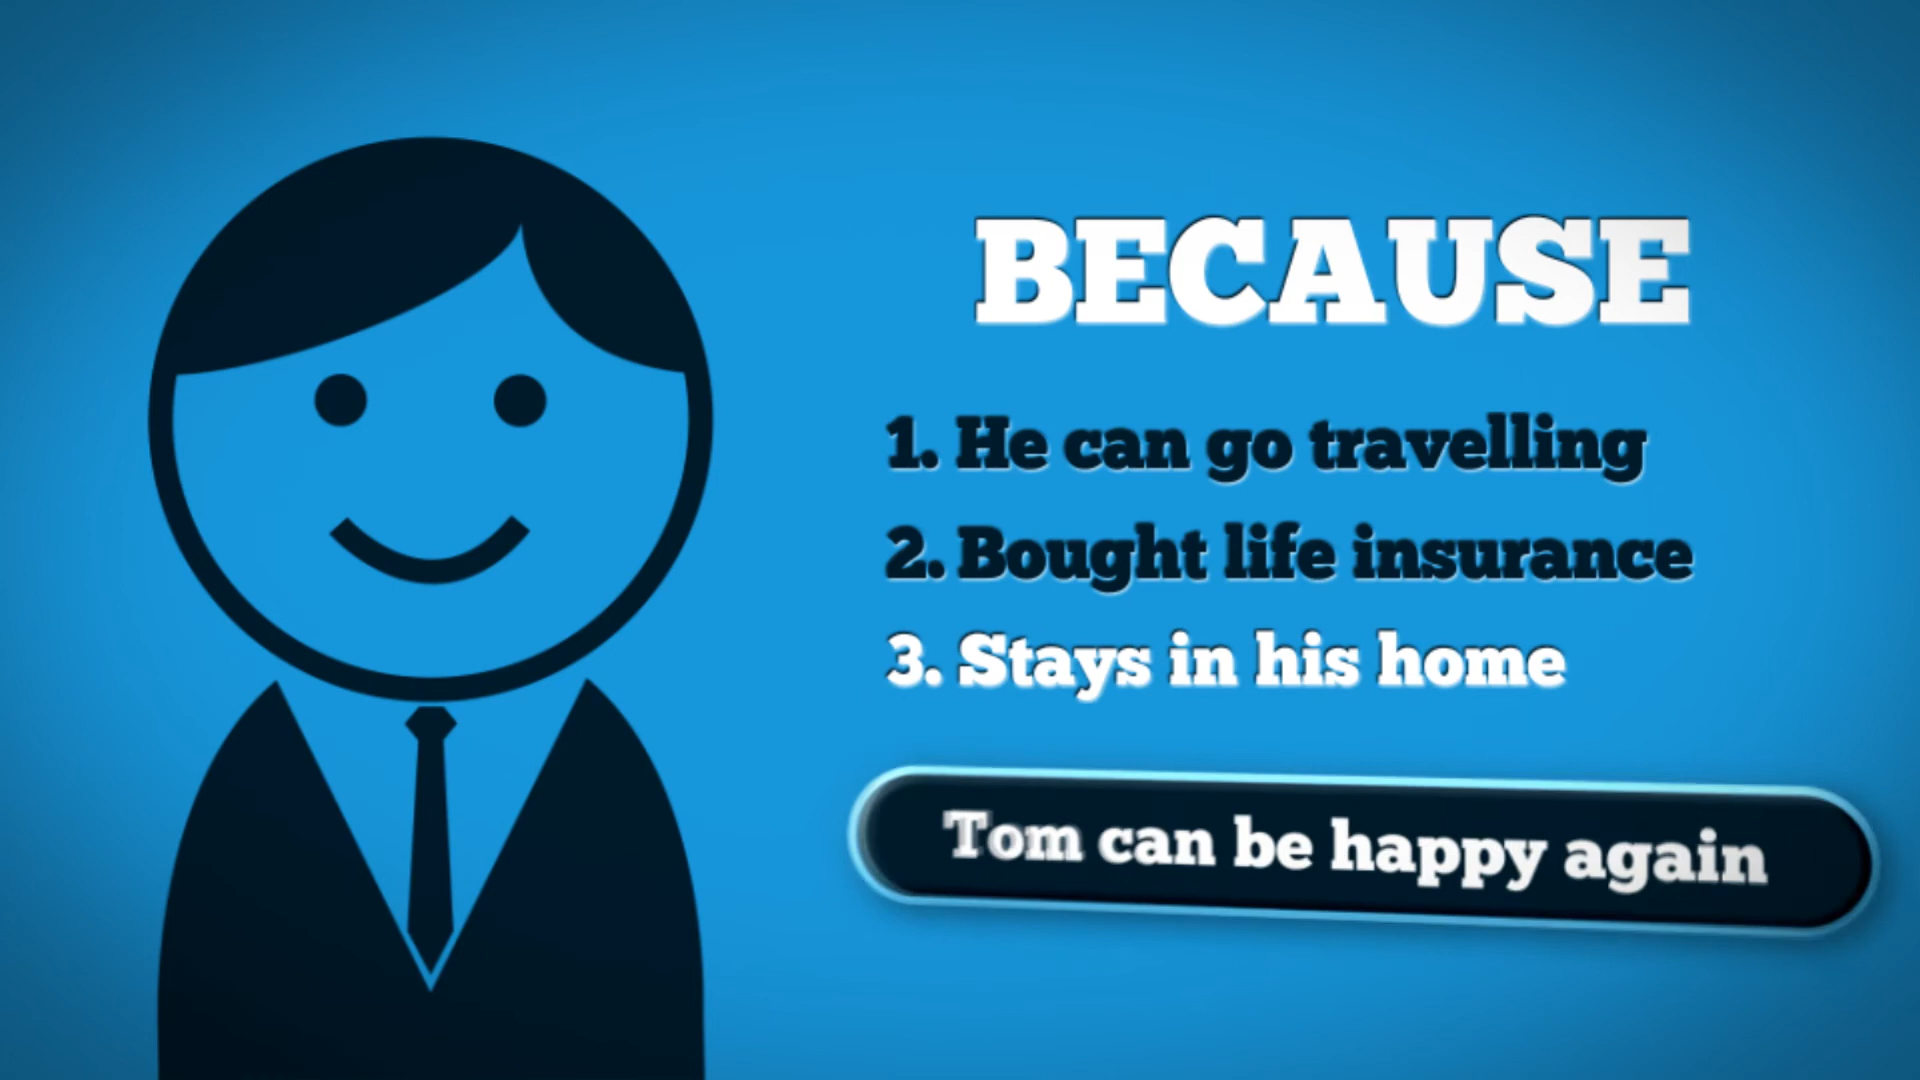 BECAUSE
1. He can go travelling
2. Bought life insurance
3. Stays in his home
Tom can be happy again